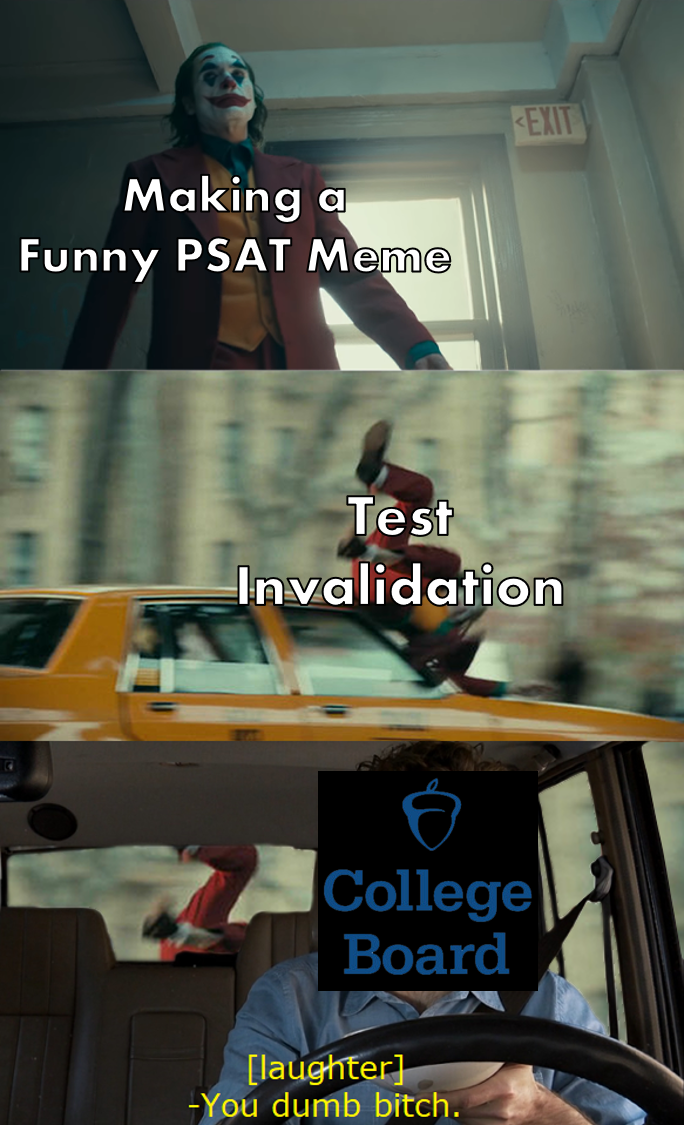 <EXIT
Making a
Funny PSAT Meme
Test
Invalidation
College
Board
[laughter]
-You dumb bitch.